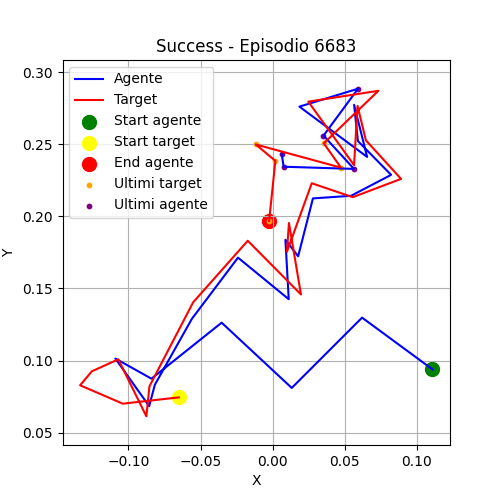 Success - Episodio 6683
0.30
0.25
0.20
0.15
0.10
0.05
Y
Agente
Target
Start agente
Start target
End agente
Ultimi target
Ultimi agente
−0.10
−0.05
0.00
0.05
0.10
X